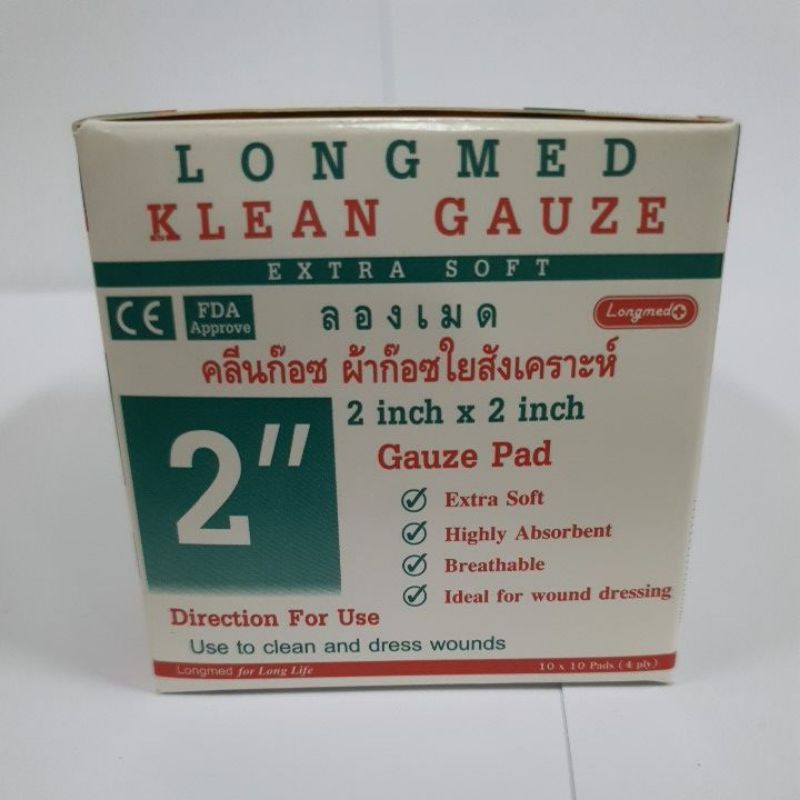 LONGMED
KLEAN GAUZE
EXTRA SOFT
CE
FDA
Approve
ลองเมด
Longmed
คลีนก๊อซ ผ้าก๊อซใยสังเคราะห์
2"
2 inch x 2 inch
Gauze Pad
Extra Soft
Highly Absorbent
Breathable
Ideal for wound dressing
Direction For Use
Use to clean and dress wounds
Longmed for Long Life
10 x 10 Pads (4 ply)